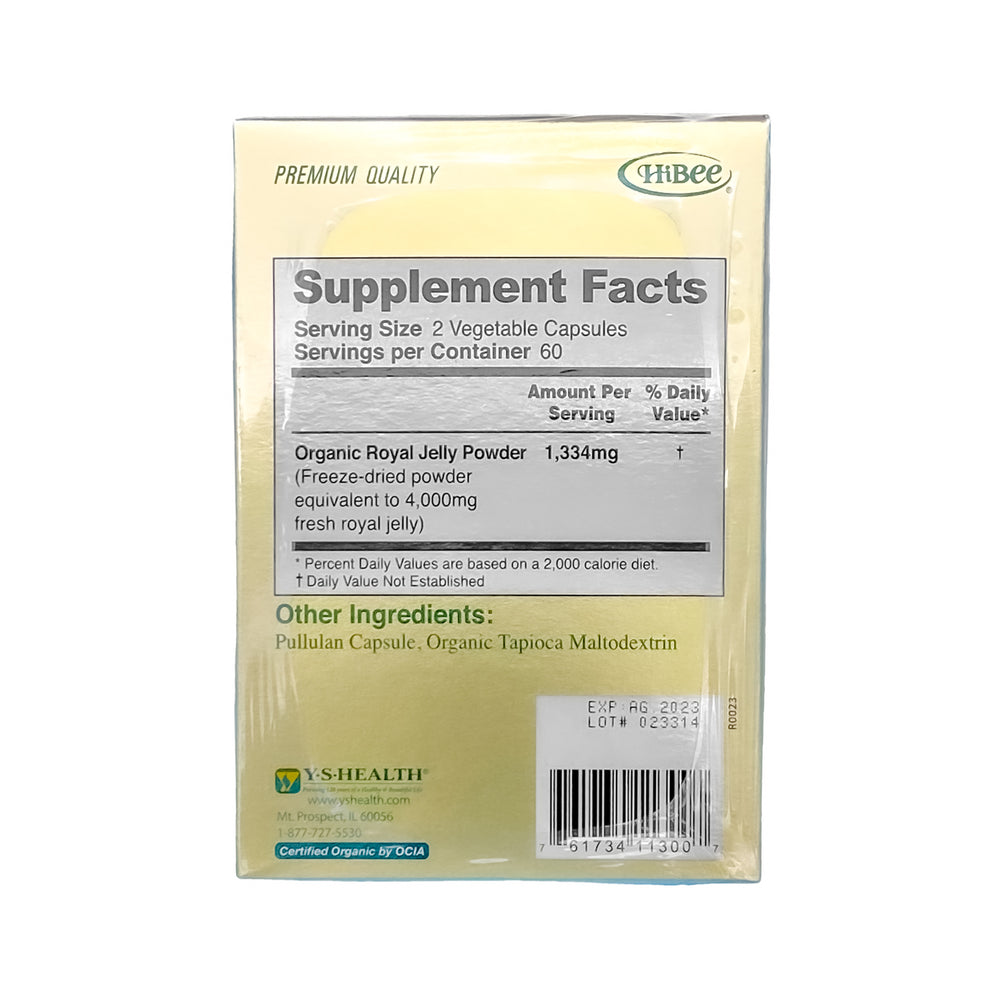 PREMIUM QUALITY
HiBee®
Supplement Facts
Serving Size 2 Vegetable Capsules
Servings per Container 60
Amount Per % Daily
Serving Value*
Organic Royal Jelly Powder 1,334mg †
(Freeze-dried powder
equivalent to 4,000mg
fresh royal jelly)
* Percent Daily Values are based on a 2,000 calorie diet.
† Daily Value Not Established
Other Ingredients:
Pullulan Capsule, Organic Tapioca Maltodextrin
EXP: AG 2023
LOT# 023314
R0023
Y·S·HEALTH®
www.yshealth.com
Mt. Prospect, IL 60056
1-877-727-5530
Certified Organic by OCIA
7 61734 11300 7